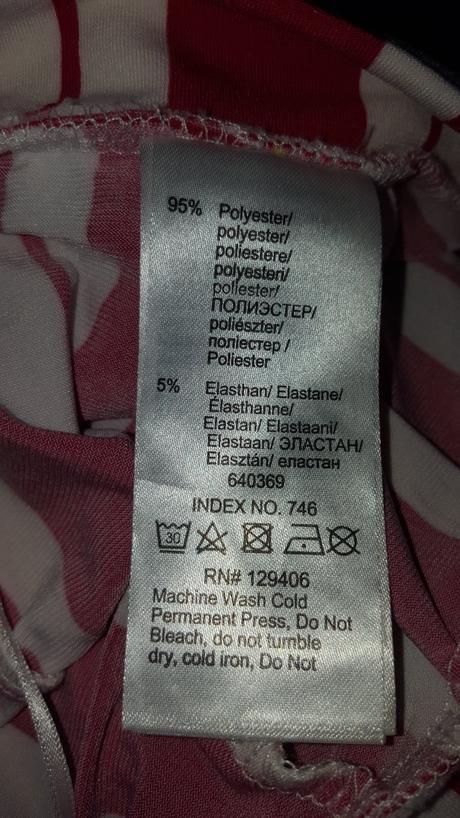 95% Polyester/
polyester/
poliestere/
polyesteri/
poliester/
ПОЛИЭСТЕР/
poliészter/
поліестер /
Poliester
5% Elasthan/ Elastane/
Élasthanne/
Elastan/ Elastaani/
Elastaan/ ЭЛАСТАН/
Elasztán/ еластан
640369
INDEX NO. 746
30
RN# 129406
Machine Wash Cold
Permanent Press, Do Not
Bleach, do not tumble
dry, cold iron, Do Not